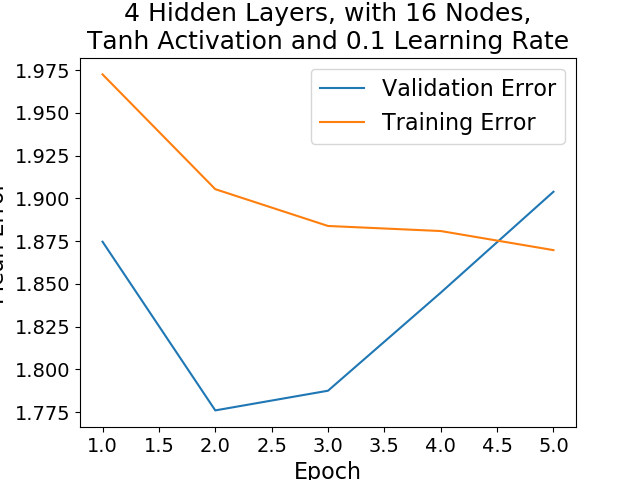 4 Hidden Layers, with 16 Nodes,
Tanh Activation and 0.1 Learning Rate
Validation Error
Training Error
1.975
1.950
1.925
1.900
1.875
1.850
1.825
1.800
1.775
1.0 1.5 2.0 2.5 3.0 3.5 4.0 4.5 5.0
Epoch